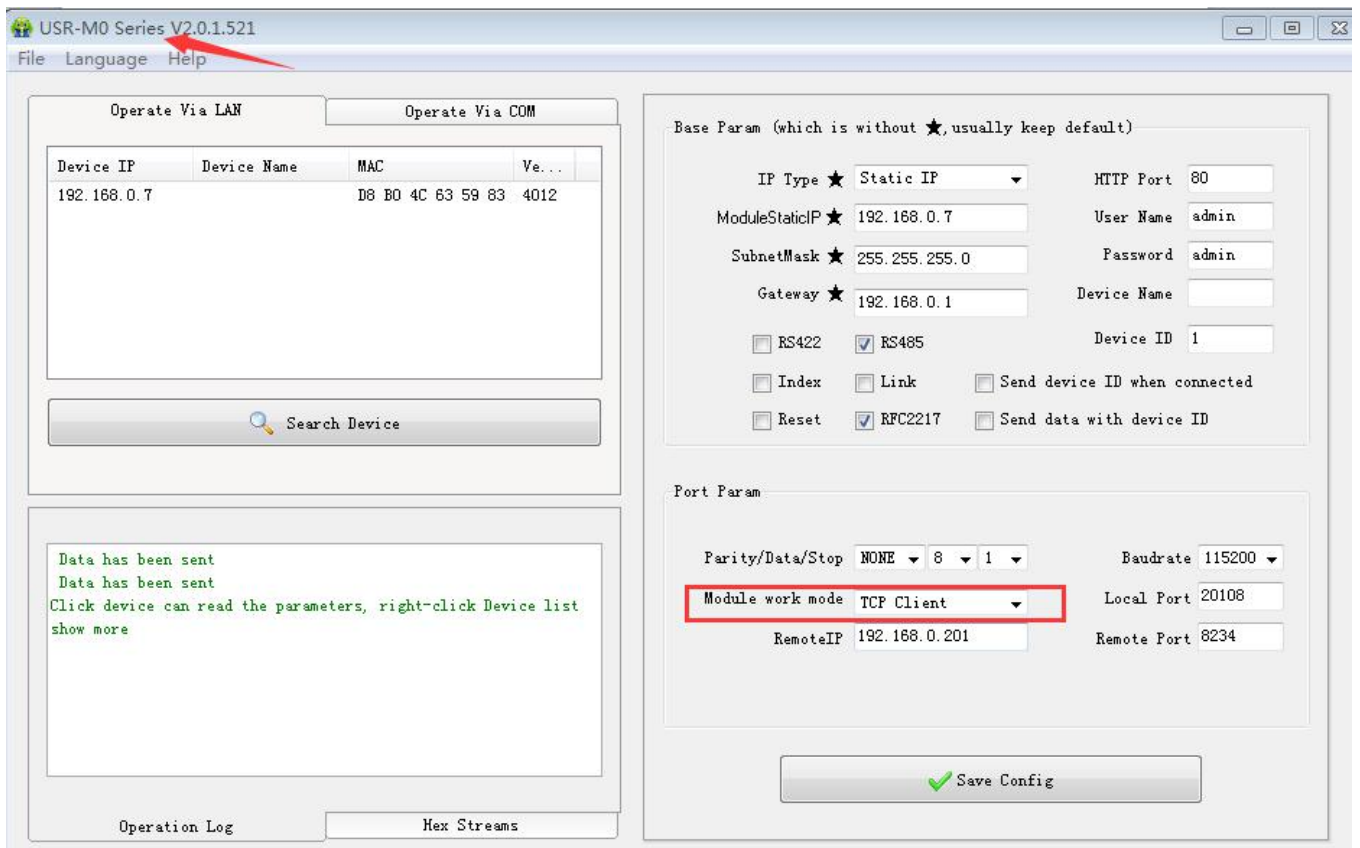 USR-M0 Series V2.0.1.521
File Language Help
Operate Via LAN Operate Via COM
Device IP Device Name MAC Ve...
192.168.0.7 D8 B0 4C 63 59 83 4012
Search Device
Data has been sent
Data has been sent
Click device can read the parameters, right-click Device list
show more
Operation Log Hex Streams
Base Param (which is without ★,usually keep default)
IP Type ★ Static IP HTTP Port 80
ModuleStaticIP ★ 192.168.0.7 User Name admin
SubnetMask ★ 255.255.255.0 Password admin
Gateway ★ 192.168.0.1 Device Name
RS422 RS485 Device ID 1
Index Link Send device ID when connected
Reset RFC2217 Send data with device ID
Port Param
Parity/Data/Stop NONE 8 1 Baudrate 115200
Module work mode TCP Client Local Port 20108
RemoteIP 192.168.0.201 Remote Port 8234
Save Config